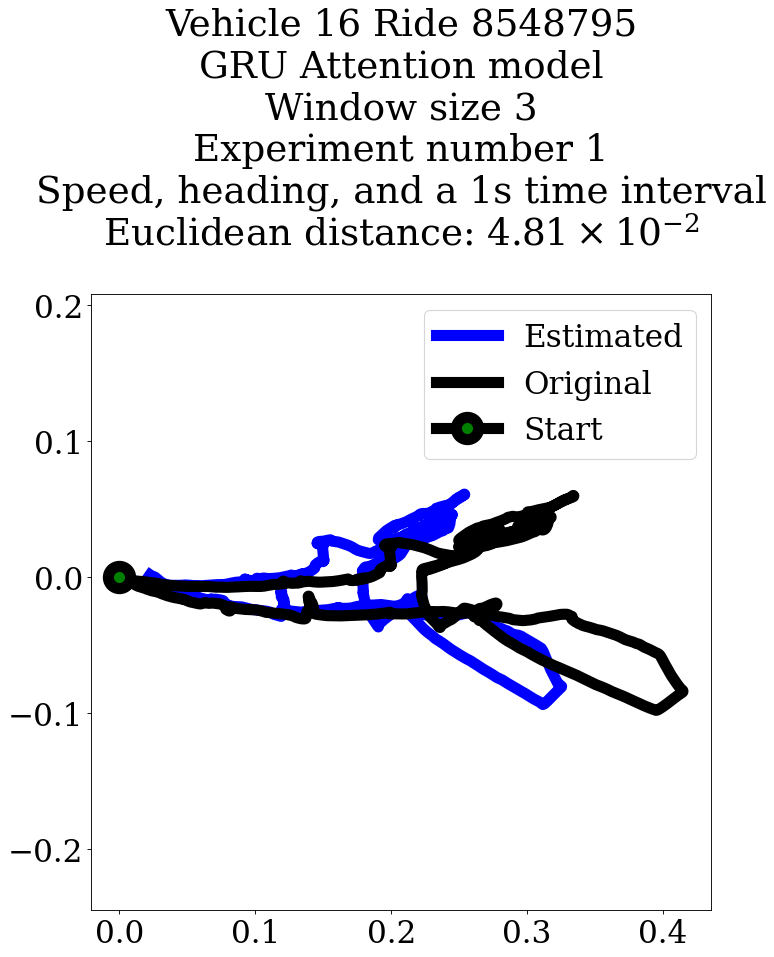 Vehicle 16 Ride 8548795
GRU Attention model
Window size 3
Experiment number 1
Speed, heading, and a 1s time interval
Euclidean distance: 4.81 × 10⁻²
Estimated
Original
Start
0.2
0.1
0.0
−0.1
−0.2
0.0 0.1 0.2 0.3 0.4